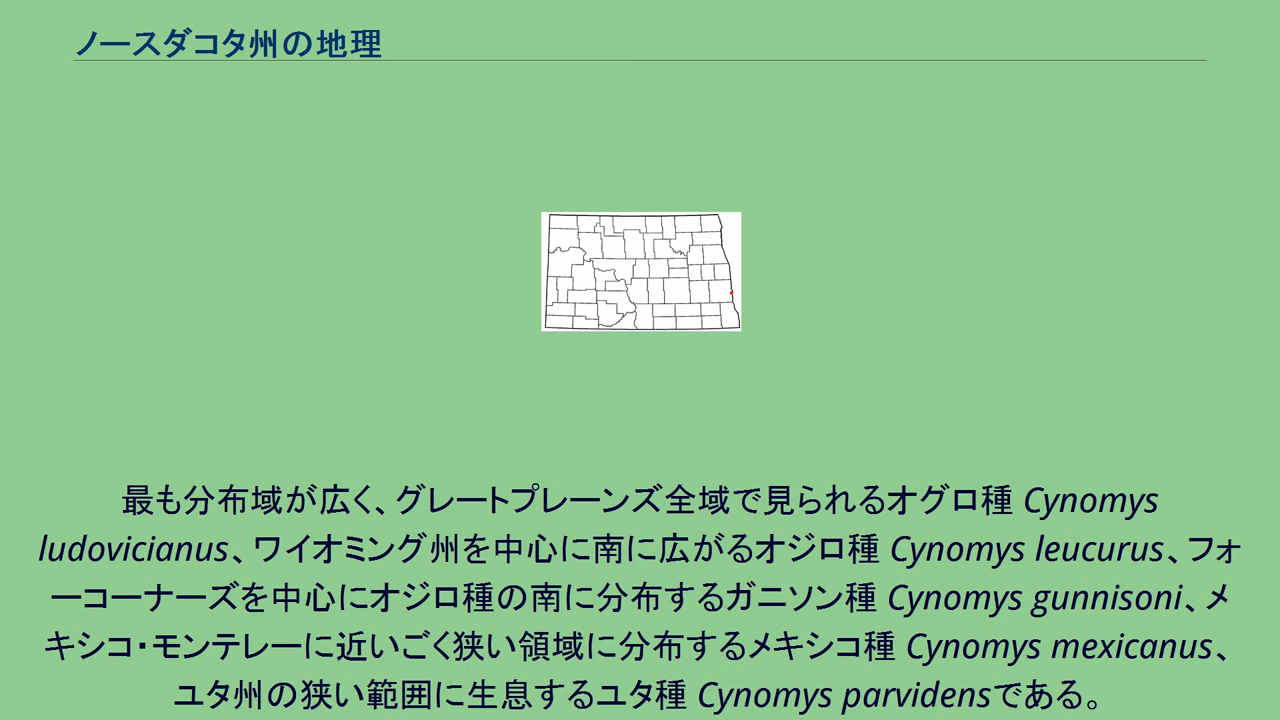 ノースダコタ州の地理
最も分布域が広く、グレートプレーンズ全域で見られるオグロ種 Cynomys
ludovicianus、ワイオミング州を中心に南に広がるオジロ種 Cynomys leucurus、フォ
ーコーナーズを中心にオジロ種の南に分布するガニソン種 Cynomys gunnisoni、メ
キシコ・モンテレーに近いごく狭い領域に分布するメキシコ種 Cynomys mexicanus、
ユタ州の狭い範囲に生息するユタ種 Cynomys parvidensである。